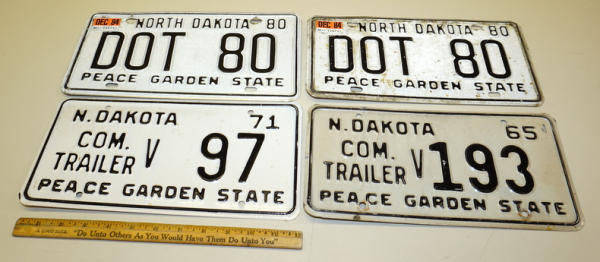 DEC 84
NORTH DAKOTA 80
DOT 80
PEACE GARDEN STATE
DEC 84
NORTH DAKOTA 80
DOT 80
PEACE GARDEN STATE
N. DAKOTA 71
COM. TRAILER V 97
PEACE GARDEN STATE
N. DAKOTA 65
COM. TRAILER V 193
PEACE GARDEN STATE
"Do Unto Others As You Would Have Them Do Unto You"